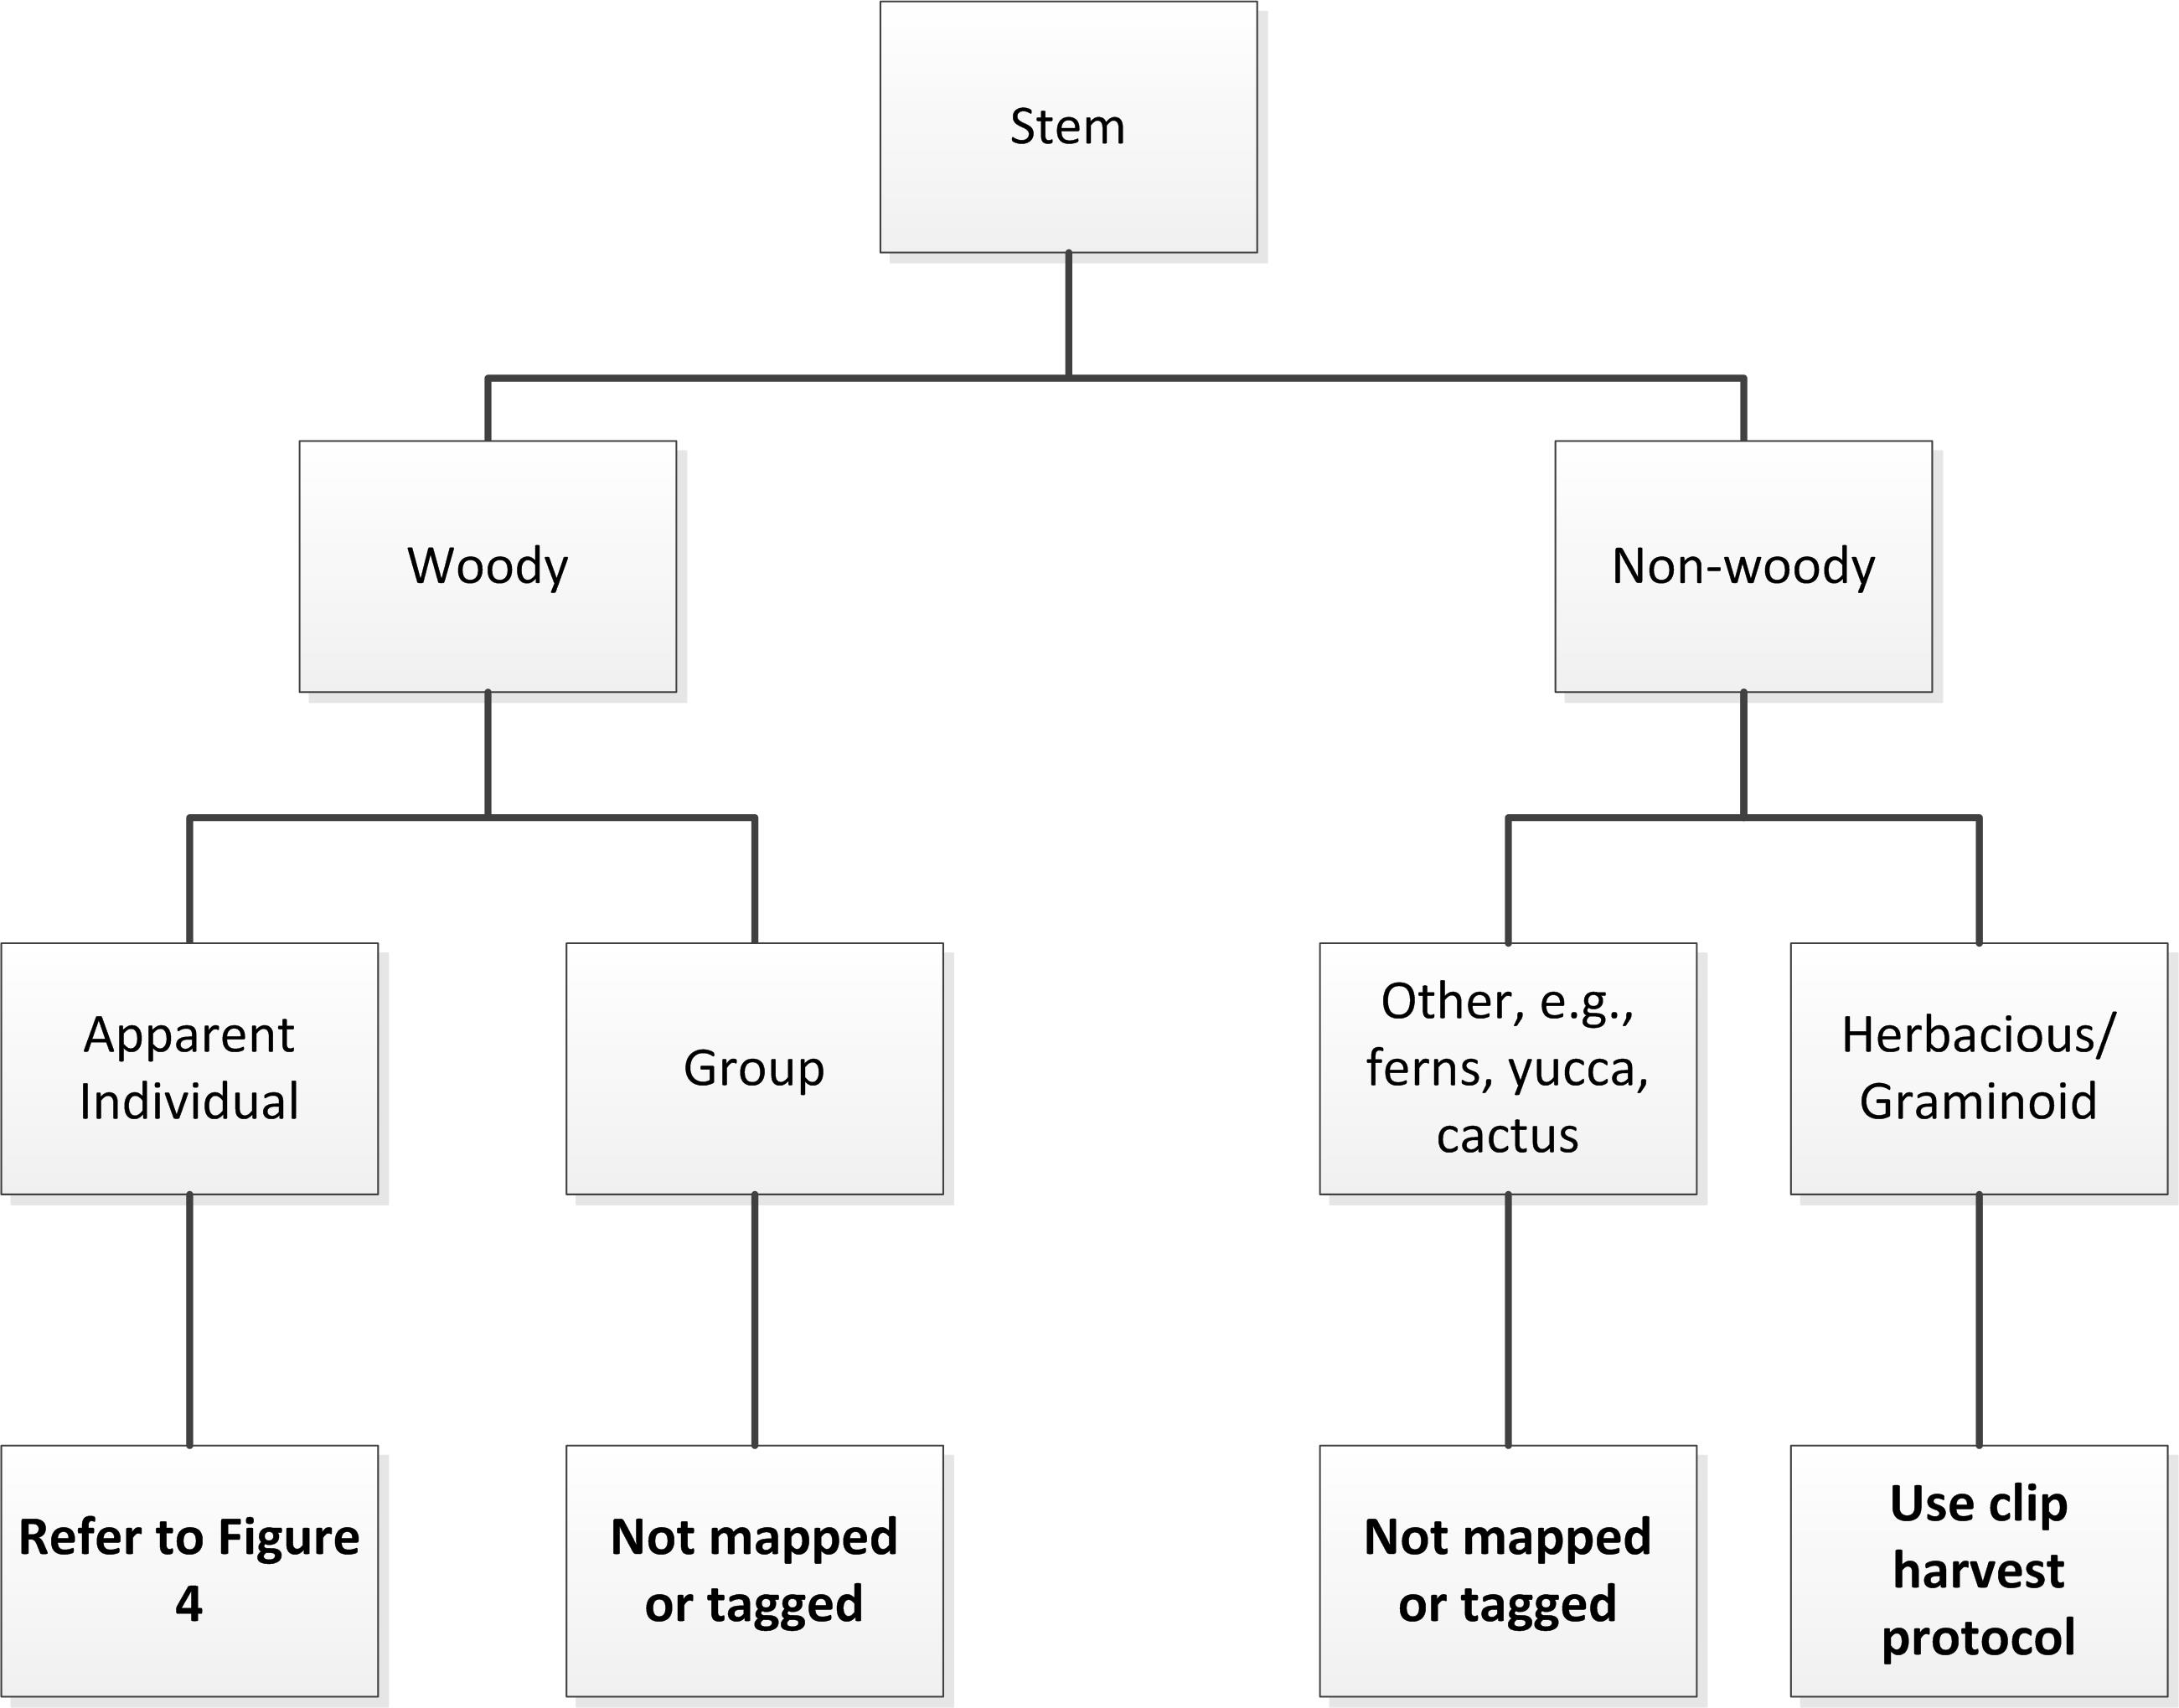 Stem
Woody
Non-woody
Apparent
Individual
Group
Other, e.g.,
ferns, yucca,
cactus
Herbacious/
Graminoid
Refer to Figure
4
Not mapped
or tagged
Not mapped
or tagged
Use clip
harvest
protocol